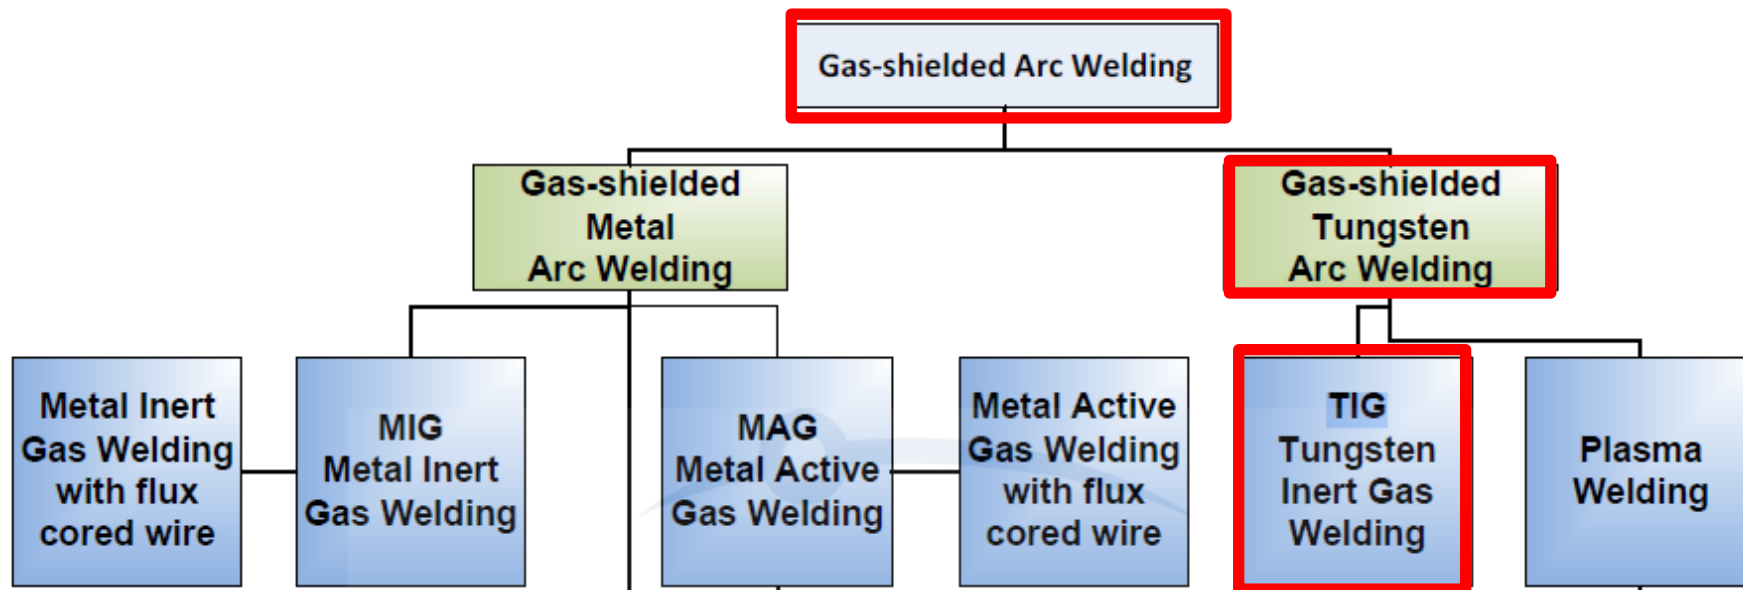 Gas-shielded Arc Welding
Gas-shielded
Metal
Arc Welding
Gas-shielded
Tungsten
Arc Welding
Metal Inert
Gas Welding
with flux
cored wire
MIG
Metal Inert
Gas Welding
MAG
Metal Active
Gas Welding
Metal Active
Gas Welding
with flux
cored wire
TIG
Tungsten
Inert Gas
Welding
Plasma
Welding